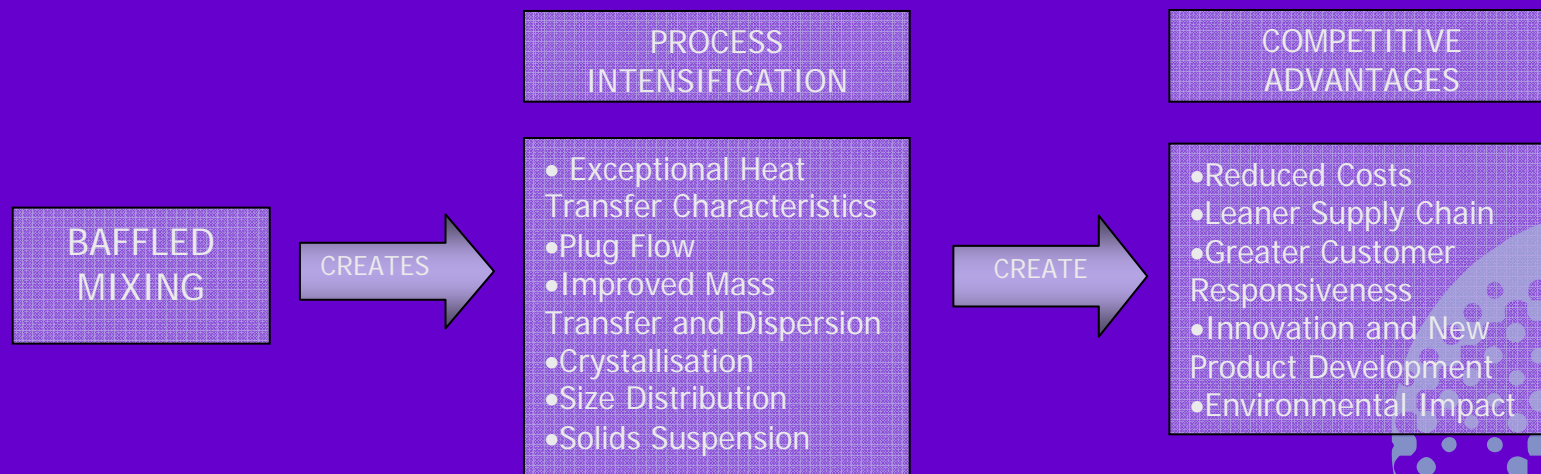 PROCESS
INTENSIFICATION
COMPETITIVE
ADVANTAGES
BAFFLED
MIXING
CREATES
• Exceptional Heat
Transfer Characteristics
•Plug Flow
•Improved Mass
Transfer and Dispersion
•Crystallisation
•Size Distribution
•Solids Suspension
CREATE
•Reduced Costs
•Leaner Supply Chain
•Greater Customer
Responsiveness
•Innovation and New
Product Development
•Environmental Impact